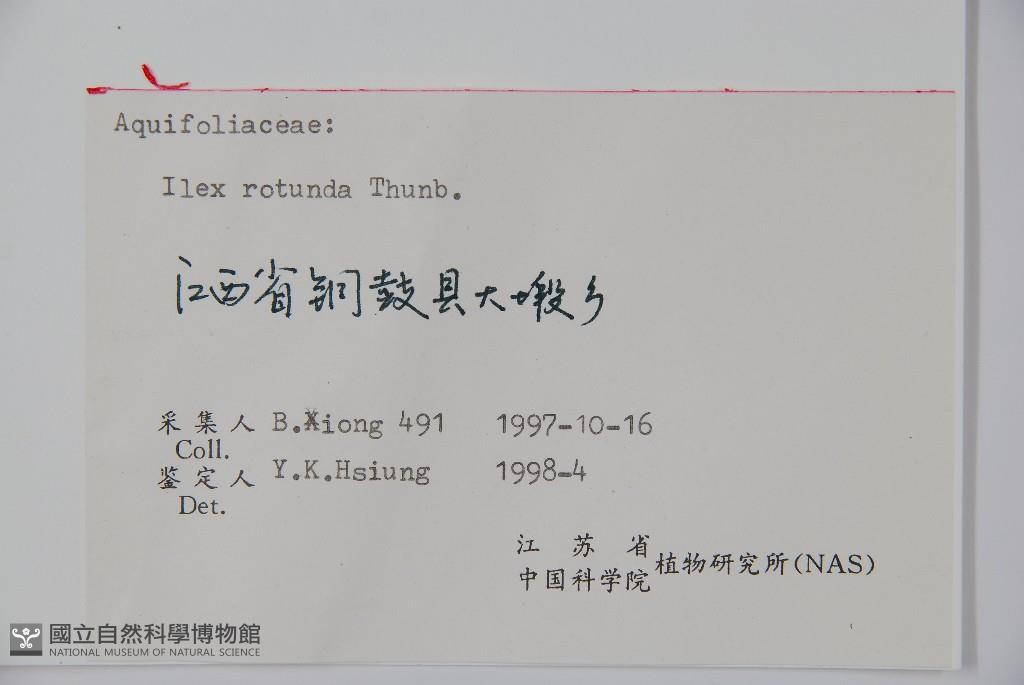 Aquifoliaceae:
Ilex rotunda Thunb.
江西省铜鼓县大塅乡
采集人 B.Xiong 491 1997-10-16
Coll.
鉴定人 Y.K.Hsiung 1998-4
Det.
江苏省
中国科学院 植物研究所(NAS)
國立自然科學博物館
NATIONAL MUSEUM OF NATURAL SCIENCE